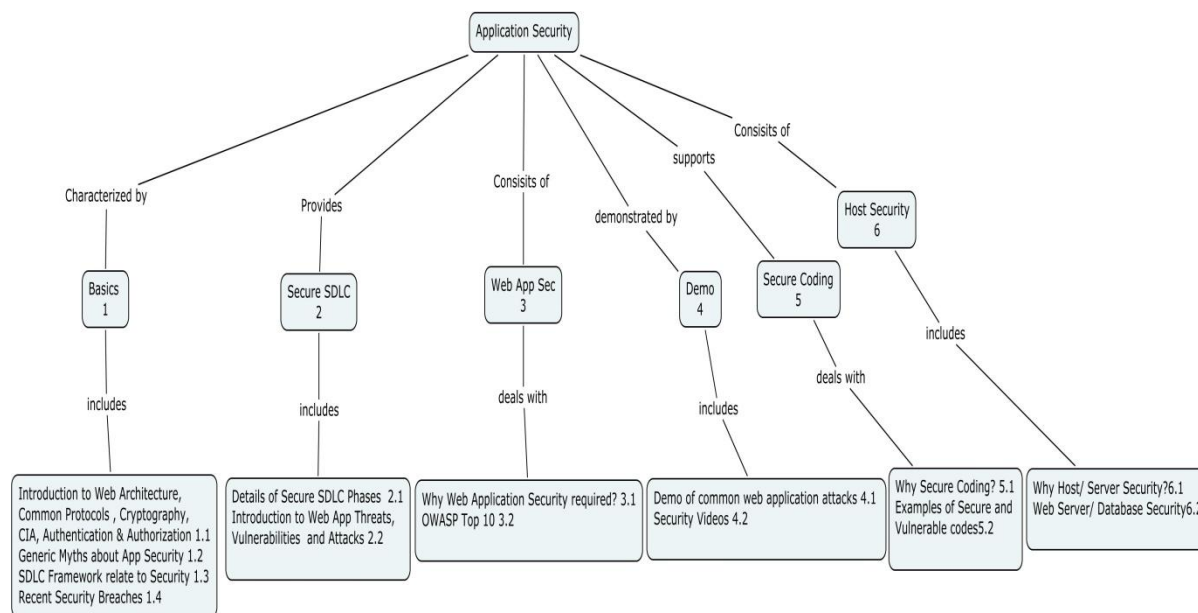 Application Security
Characterized by
Provides
Consisits of
demonstrated by
supports
Consisits of
Basics
1
Secure SDLC
2
Web App Sec
3
Demo
4
Secure Coding
5
Host Security
6
includes
includes
deals with
includes
deals with
includes
Introduction to Web Architecture,
Common Protocols , Cryptography,
CIA, Authentication & Authorization 1.1
Generic Myths about App Security 1.2
SDLC Framework relate to Security 1.3
Recent Security Breaches 1.4
Details of Secure SDLC Phases 2.1
Introduction to Web App Threats,
Vulnerabilities and Attacks 2.2
Why Web Application Security required? 3.1
OWASP Top 10 3.2
Demo of common web application attacks 4.1
Security Videos 4.2
Why Secure Coding? 5.1
Examples of Secure and
Vulnerable codes5.2
Why Host/ Server Security?6.1
Web Server/ Database Security6.2